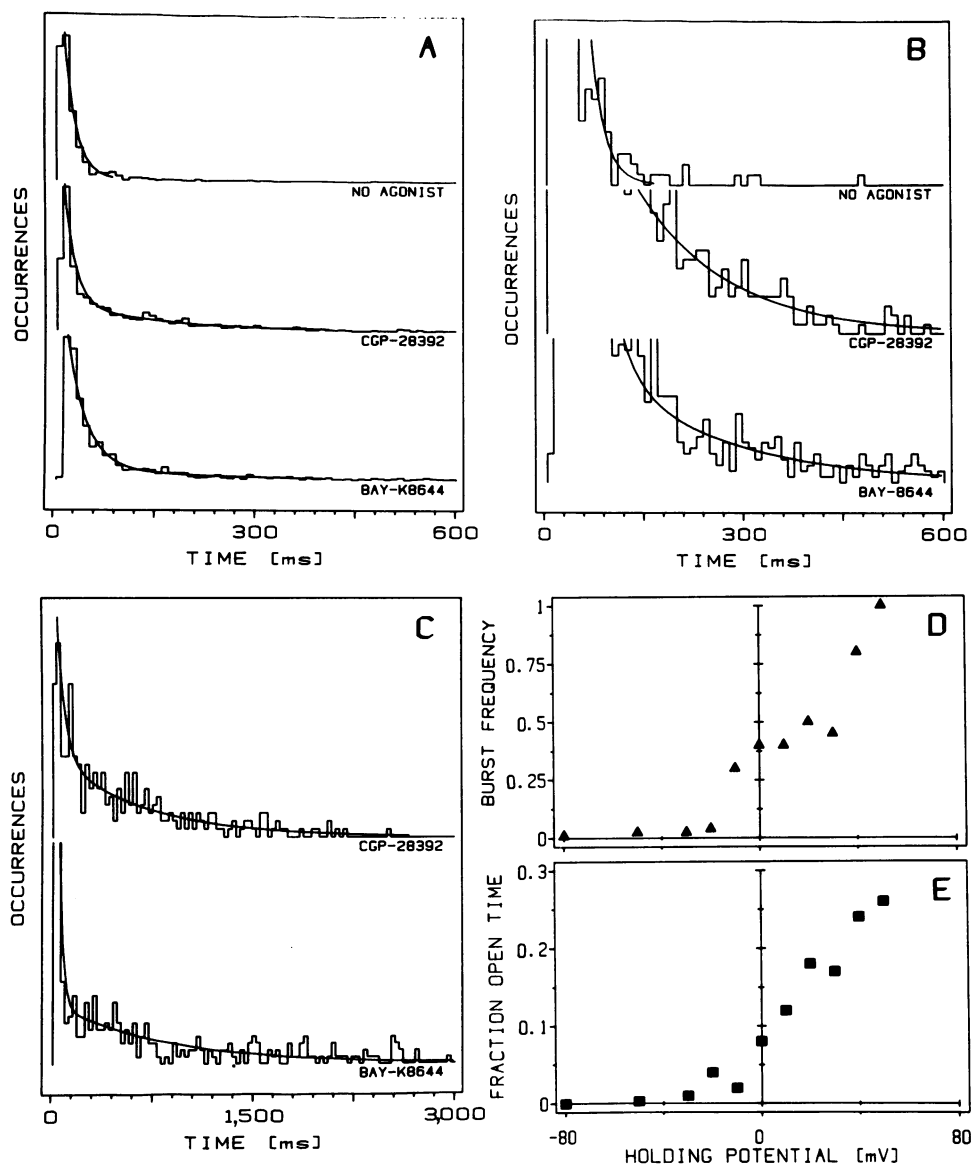 A
OCCURRENCES
NO AGONIST
CGP-28392
BAY-K8644
0 300 600
TIME [ms]
B
OCCURRENCES
NO AGONIST
CGP-28392
BAY-8644
0 300 600
TIME [ms]
C
OCCURRENCES
CGP-28392
BAY-K8644
0 1,500 3,000
TIME [ms]
D
BURST FREQUENCY
1
0.75
0.5
0.25
0
E
FRACTION OPEN TIME
0.3
0.2
0.1
0
-80 0 80
HOLDING POTENTIAL [mV]